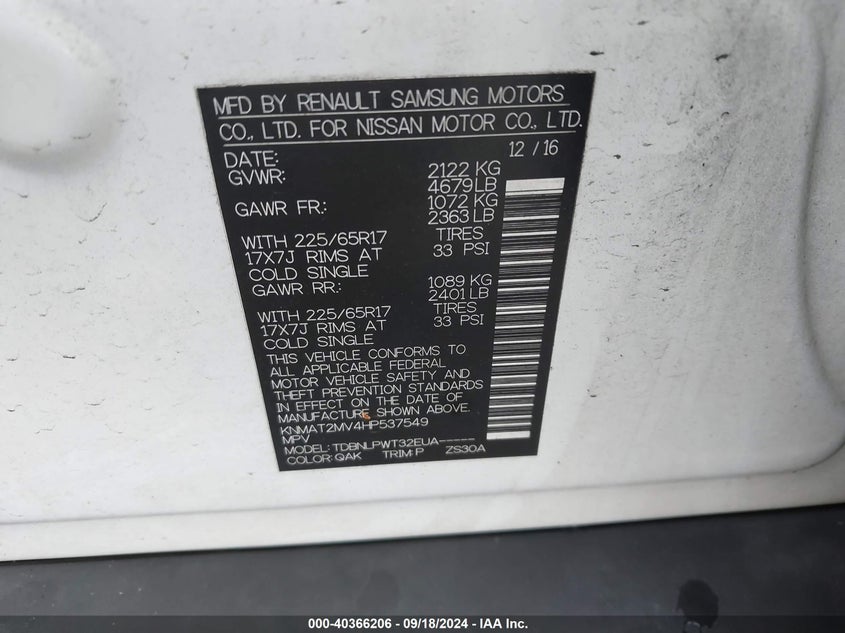 MFD BY RENAULT SAMSUNG MOTORS
CO., LTD. FOR NISSAN MOTOR CO., LTD.
DATE: 12 / 16
GVWR: 2122 KG
4679 LB
GAWR FR: 1072 KG
2363 LB
WITH 225/65R17 TIRES
17X7J RIMS AT 33 PSI
COLD SINGLE
GAWR RR: 1089 KG
2401 LB
WITH 225/65R17 TIRES
17X7J RIMS AT 33 PSI
COLD SINGLE
THIS VEHICLE CONFORMS TO
ALL APPLICABLE FEDERAL
MOTOR VEHICLE SAFETY AND
THEFT PREVENTION STANDARDS
IN EFFECT ON THE DATE OF
MANUFACTURE SHOWN ABOVE.
KNMAT2MV4HP537549
MPV
MODEL: TDBNLPWT32EUA-----
COLOR: QAK TRIM: P ZS30A
000-40366206 - 09/18/2024 - IAA Inc.